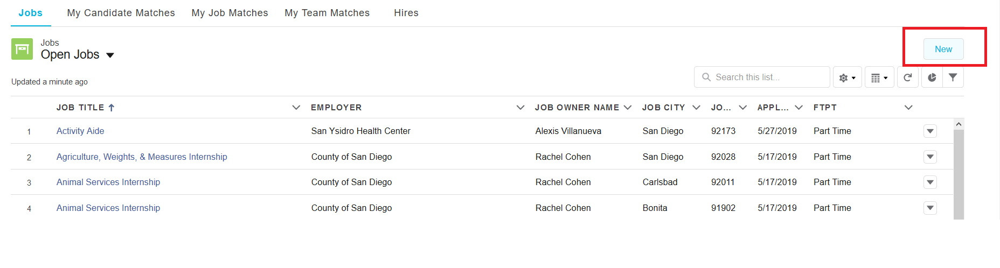 Jobs My Candidate Matches My Job Matches My Team Matches Hires
Jobs
Open Jobs
New
Updated a minute ago
Search this list...
JOB TITLE EMPLOYER JOB OWNER NAME JOB CITY JO... APPL... FTPT
1 Activity Aide San Ysidro Health Center Alexis Villanueva San Diego 92173 5/27/2019 Part Time
2 Agriculture, Weights, & Measures Internship County of San Diego Rachel Cohen San Diego 92028 5/17/2019 Part Time
3 Animal Services Internship County of San Diego Rachel Cohen Carlsbad 92011 5/17/2019 Part Time
4 Animal Services Internship County of San Diego Rachel Cohen Bonita 91902 5/17/2019 Part Time